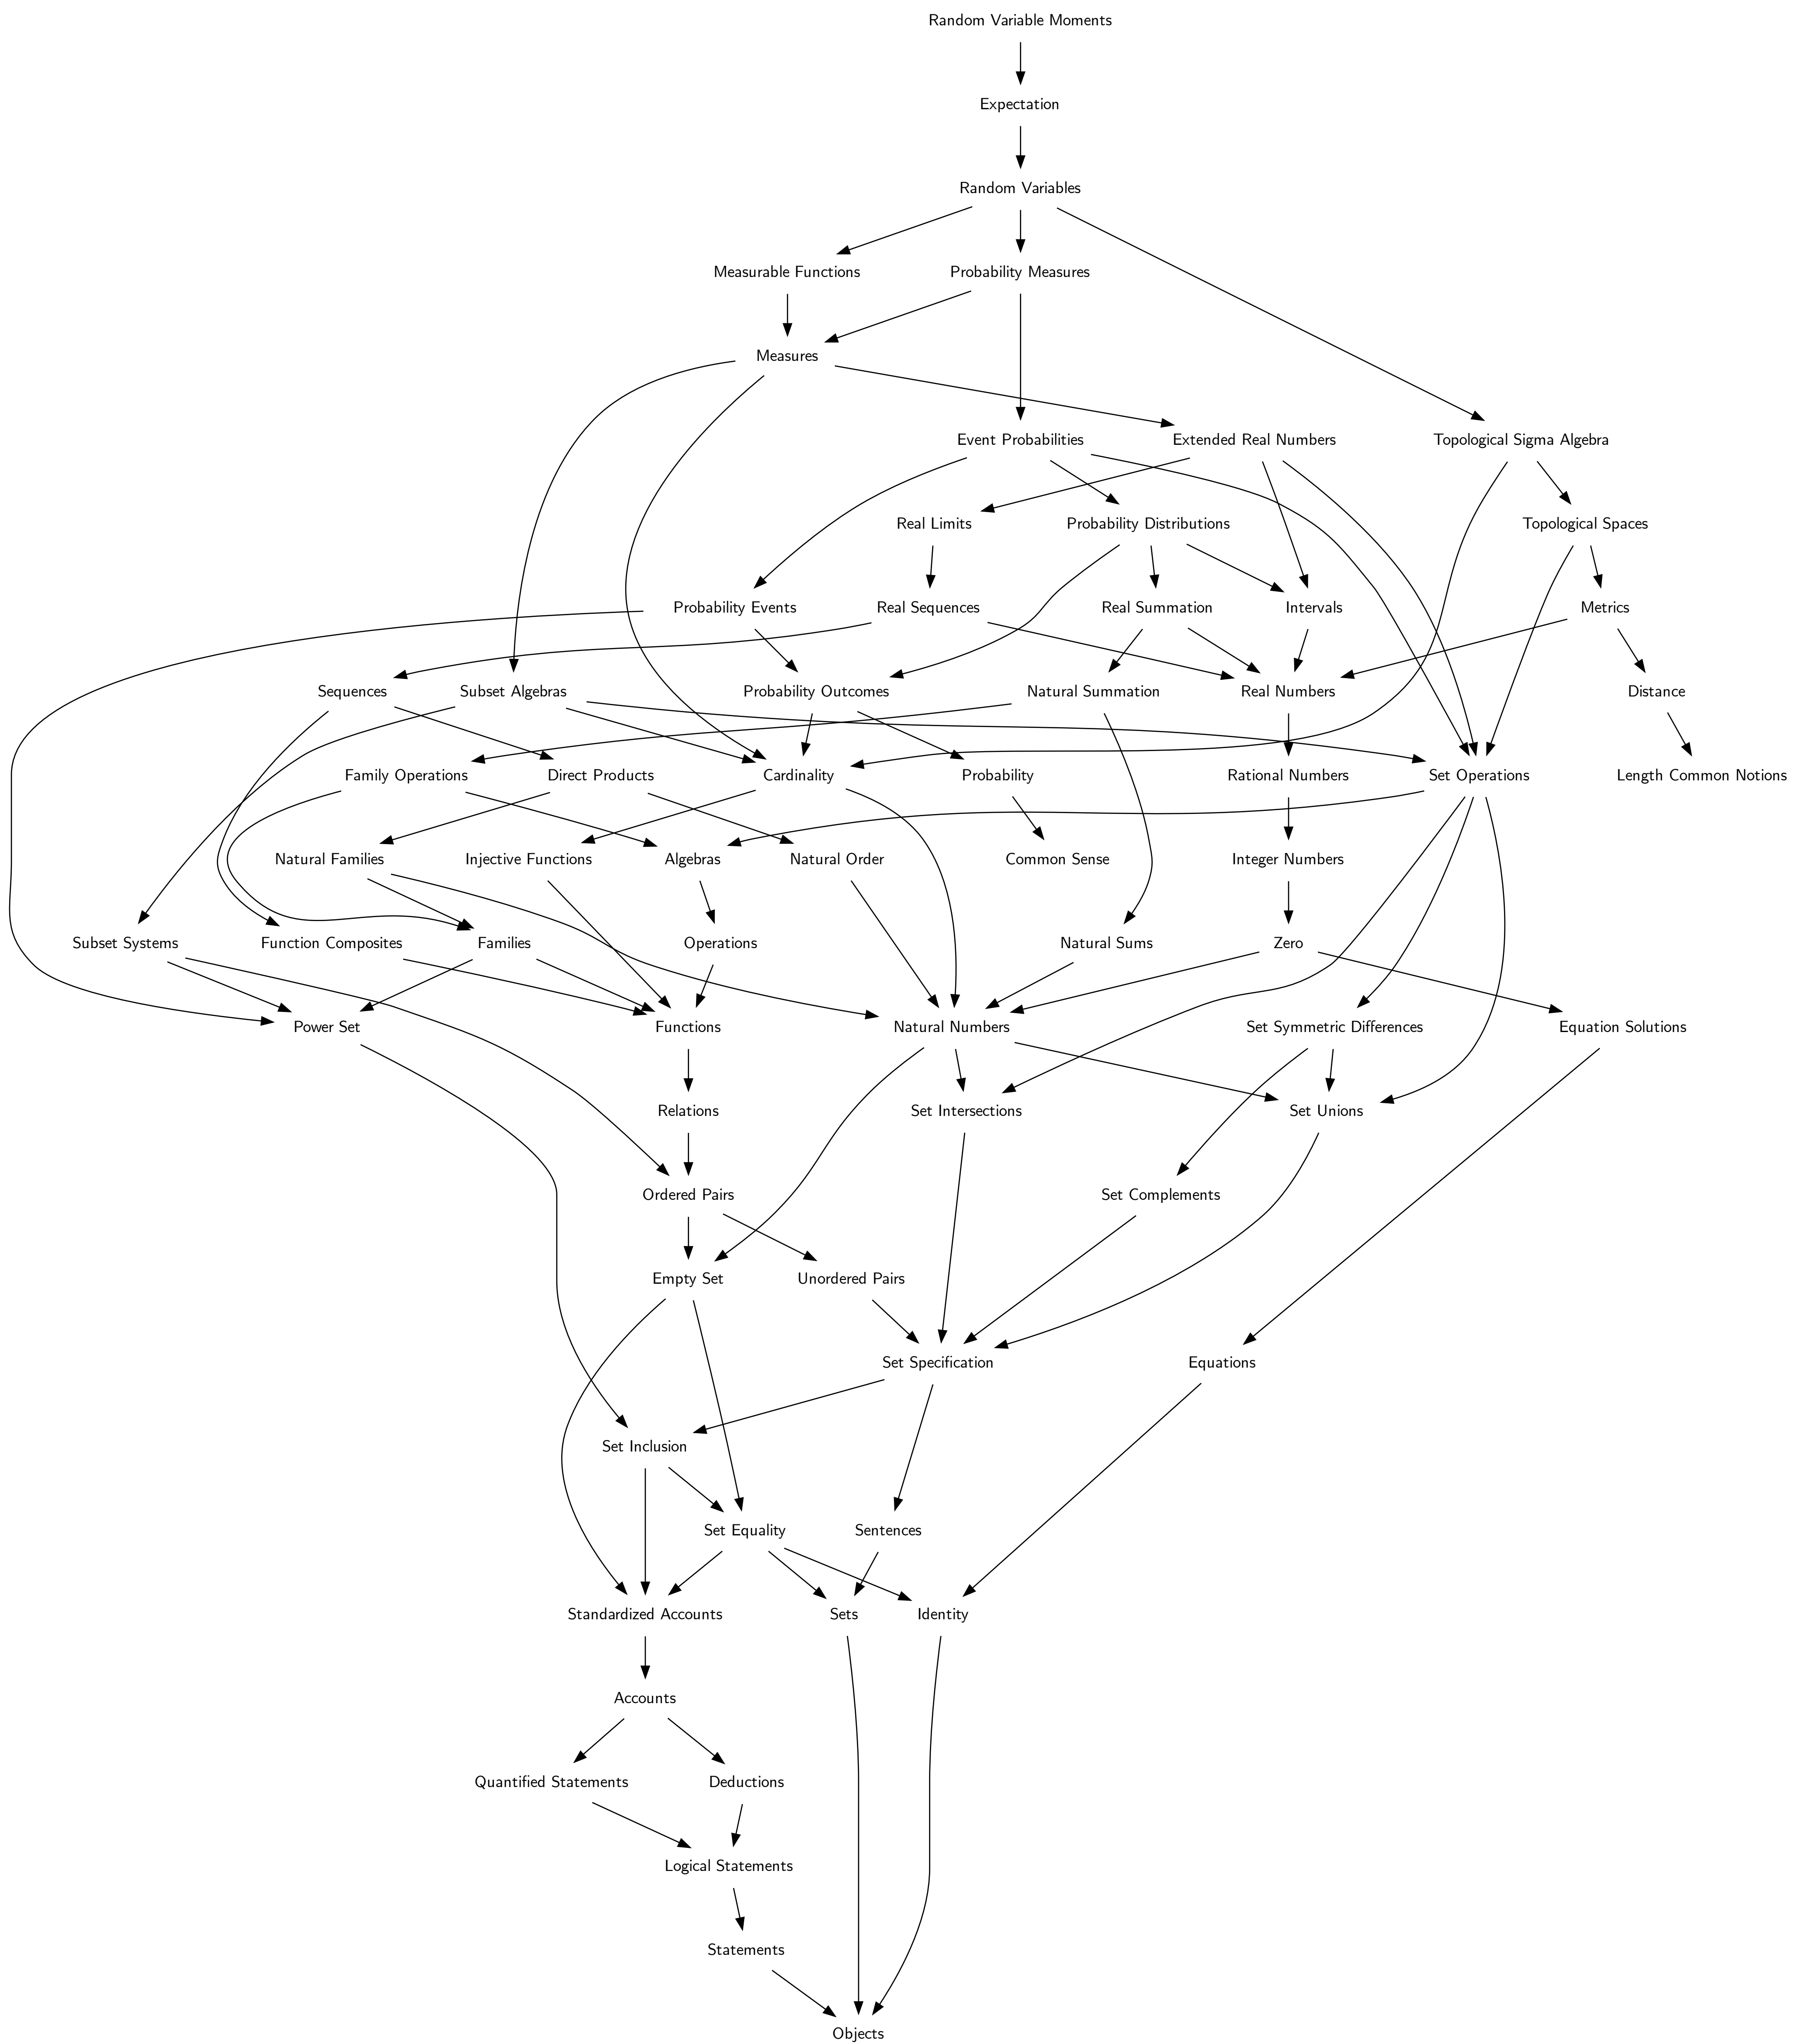 Random Variable Moments
Expectation
Random Variables
Measurable Functions
Probability Measures
Measures
Event Probabilities
Extended Real Numbers
Topological Sigma Algebra
Real Limits
Probability Distributions
Topological Spaces
Probability Events
Real Sequences
Real Summation
Intervals
Metrics
Sequences
Subset Algebras
Probability Outcomes
Natural Summation
Real Numbers
Distance
Family Operations
Direct Products
Cardinality
Probability
Rational Numbers
Set Operations
Length Common Notions
Natural Families
Injective Functions
Algebras
Natural Order
Common Sense
Integer Numbers
Subset Systems
Function Composites
Families
Operations
Natural Sums
Zero
Power Set
Functions
Natural Numbers
Set Symmetric Differences
Equation Solutions
Relations
Set Intersections
Set Unions
Ordered Pairs
Set Complements
Empty Set
Unordered Pairs
Set Specification
Equations
Set Inclusion
Set Equality
Sentences
Standardized Accounts
Sets
Identity
Accounts
Quantified Statements
Deductions
Logical Statements
Statements
Objects